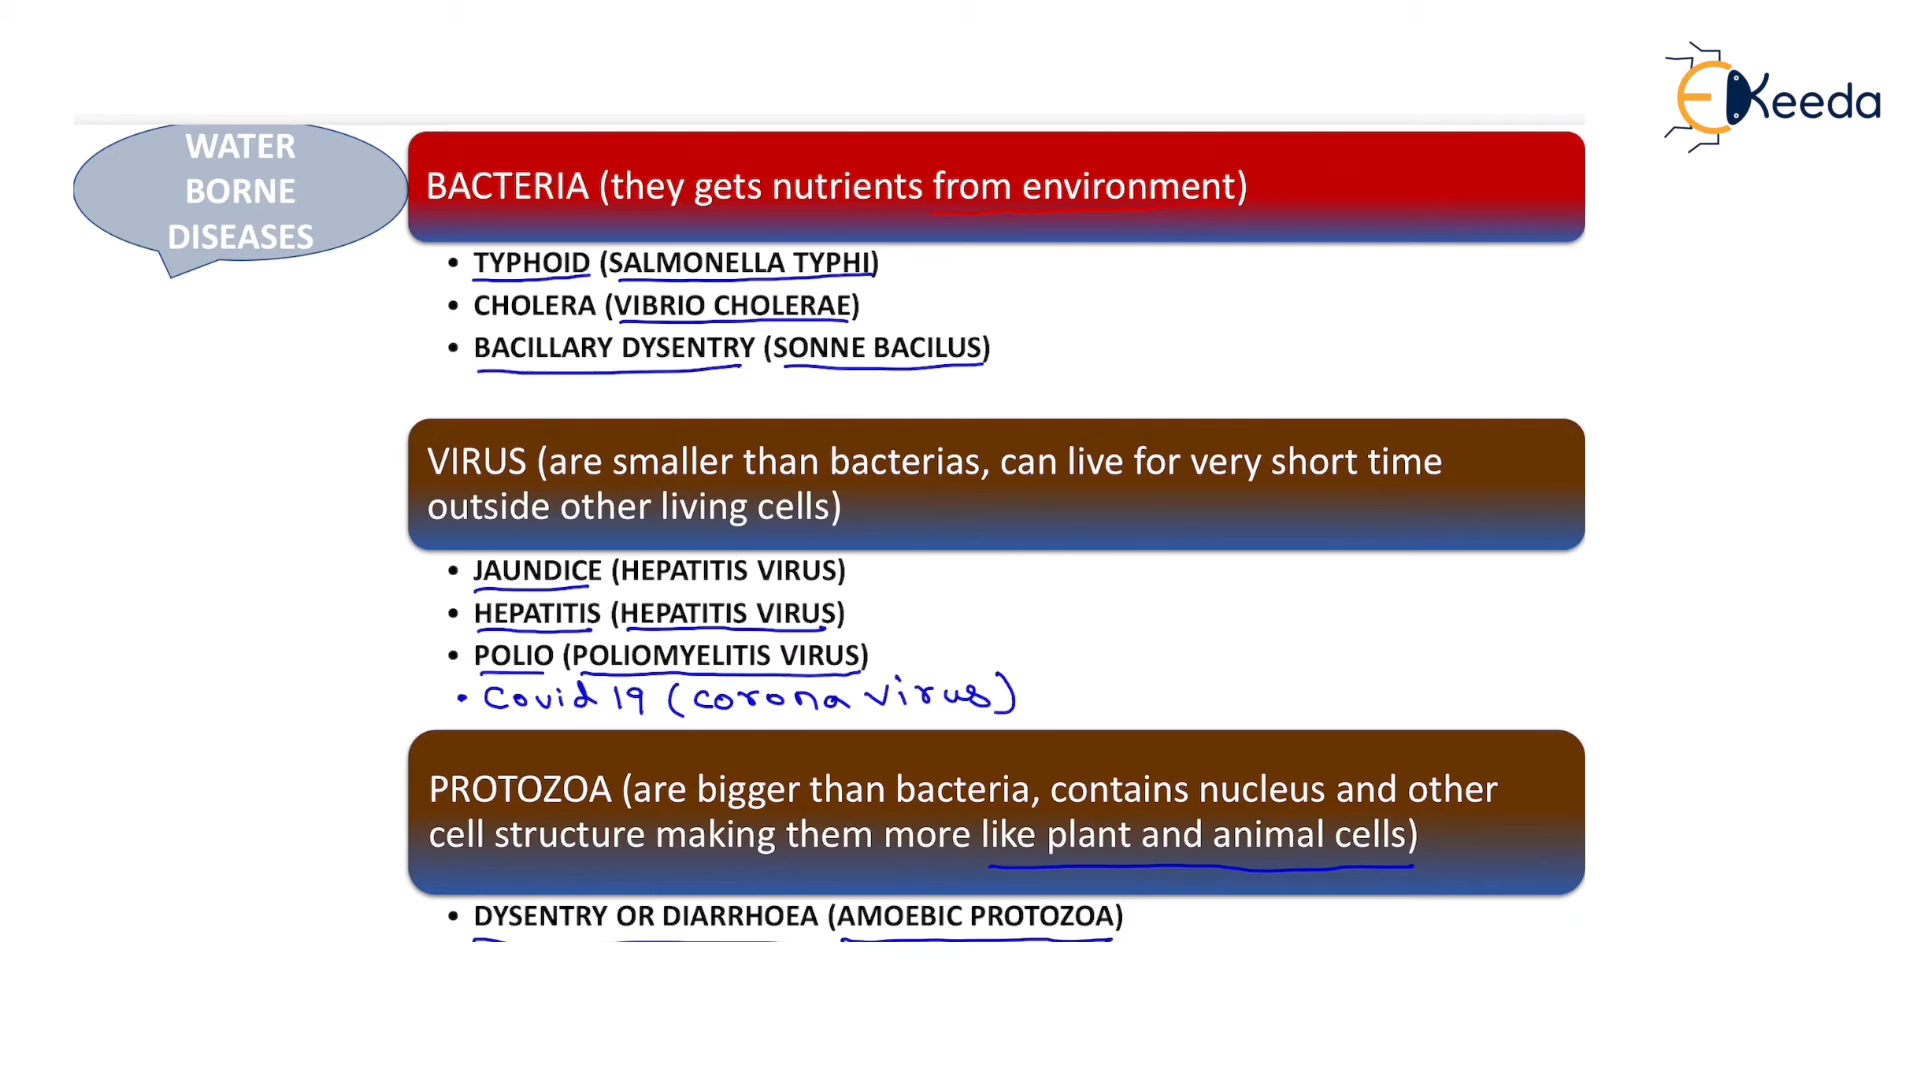 EKeeda
WATER
BORNE
DISEASES
BACTERIA (they gets nutrients from environment)
• TYPHOID (SALMONELLA TYPHI)
• CHOLERA (VIBRIO CHOLERAE)
• BACILLARY DYSENTRY (SONNE BACILUS)
VIRUS (are smaller than bacterias, can live for very short time
outside other living cells)
• JAUNDICE (HEPATITIS VIRUS)
• HEPATITIS (HEPATITIS VIRUS)
• POLIO (POLIOMYELITIS VIRUS)
• Covid 19 (corona virus)
PROTOZOA (are bigger than bacteria, contains nucleus and other
cell structure making them more like plant and animal cells)
• DYSENTRY OR DIARRHOEA (AMOEBIC PROTOZOA)